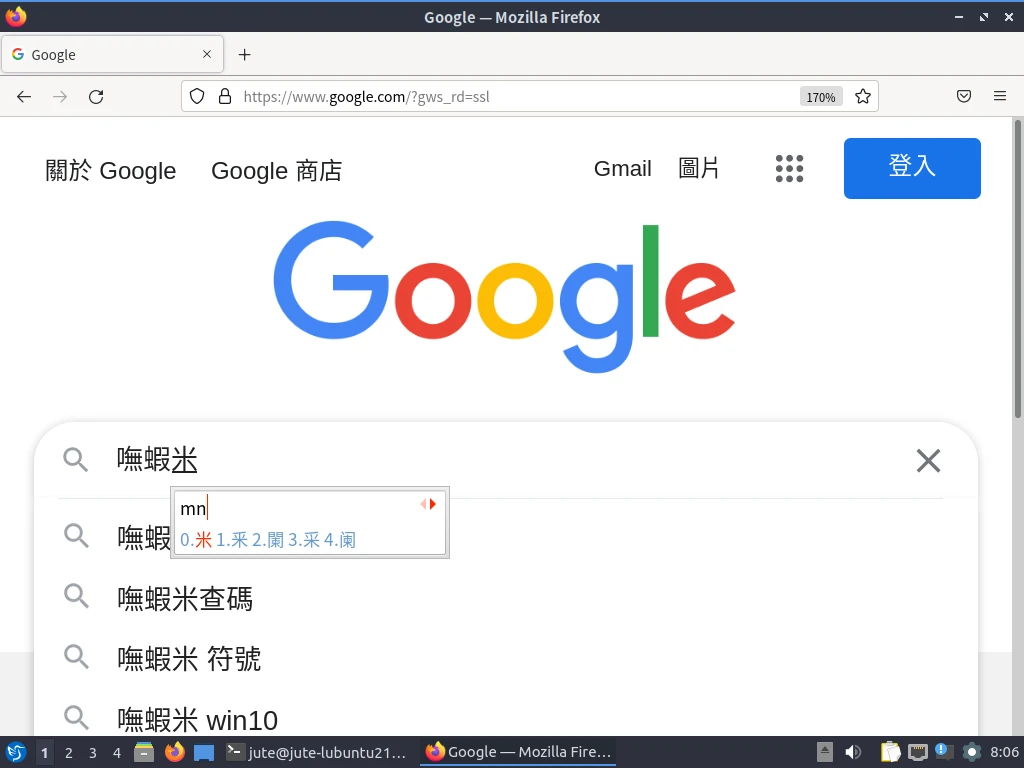 Google — Mozilla Firefox
Google
https://www.google.com/?gws_rd=ssl 170%
關於 Google Google 商店 Gmail 圖片 登入
Google
嘸蝦米
mn
0.米 1.釆 2.閵 3.采 4.阑
嘸蝦
嘸蝦米查碼
嘸蝦米 符號
嘸蝦米 win10
1 2 3 4 jute@jute-lubuntu21... Google — Mozilla Fire... 8:06